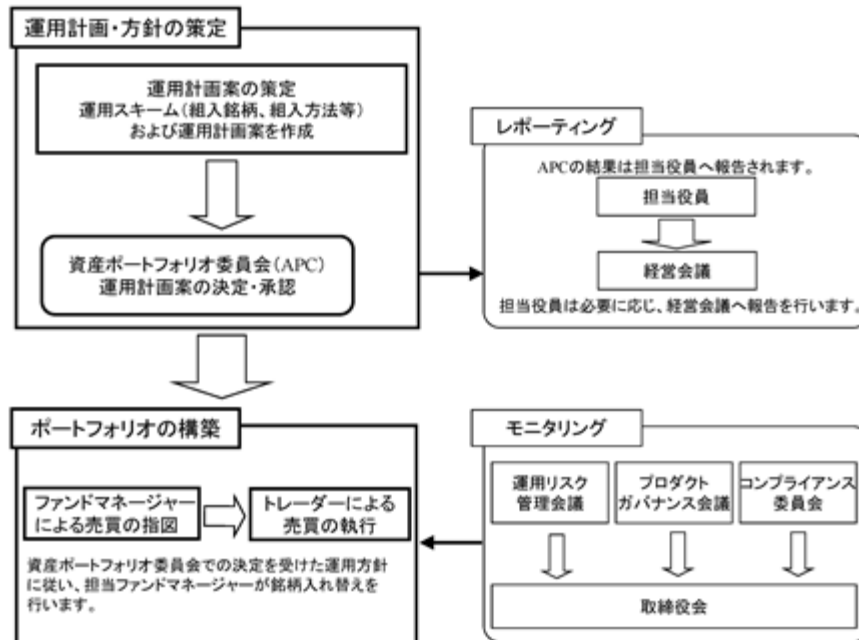 運用計画・方針の策定
運用計画案の策定
運用スキーム(組入銘柄、組入方法等)
および運用計画案を作成
資産ポートフォリオ委員会(APC)
運用計画案の決定・承認
レポーティング
APCの結果は担当役員へ報告されます。
担当役員
経営会議
担当役員は必要に応じ、経営会議へ報告を行います。
ポートフォリオの構築
ファンドマネージャー
による売買の指図
トレーダーによる
売買の執行
資産ポートフォリオ委員会での決定を受けた運用方針
に従い、担当ファンドマネージャーが銘柄入れ替えを
行います。
モニタリング
運用リスク
管理会議
プロダクト
ガバナンス会議
コンプライアンス
委員会
取締役会